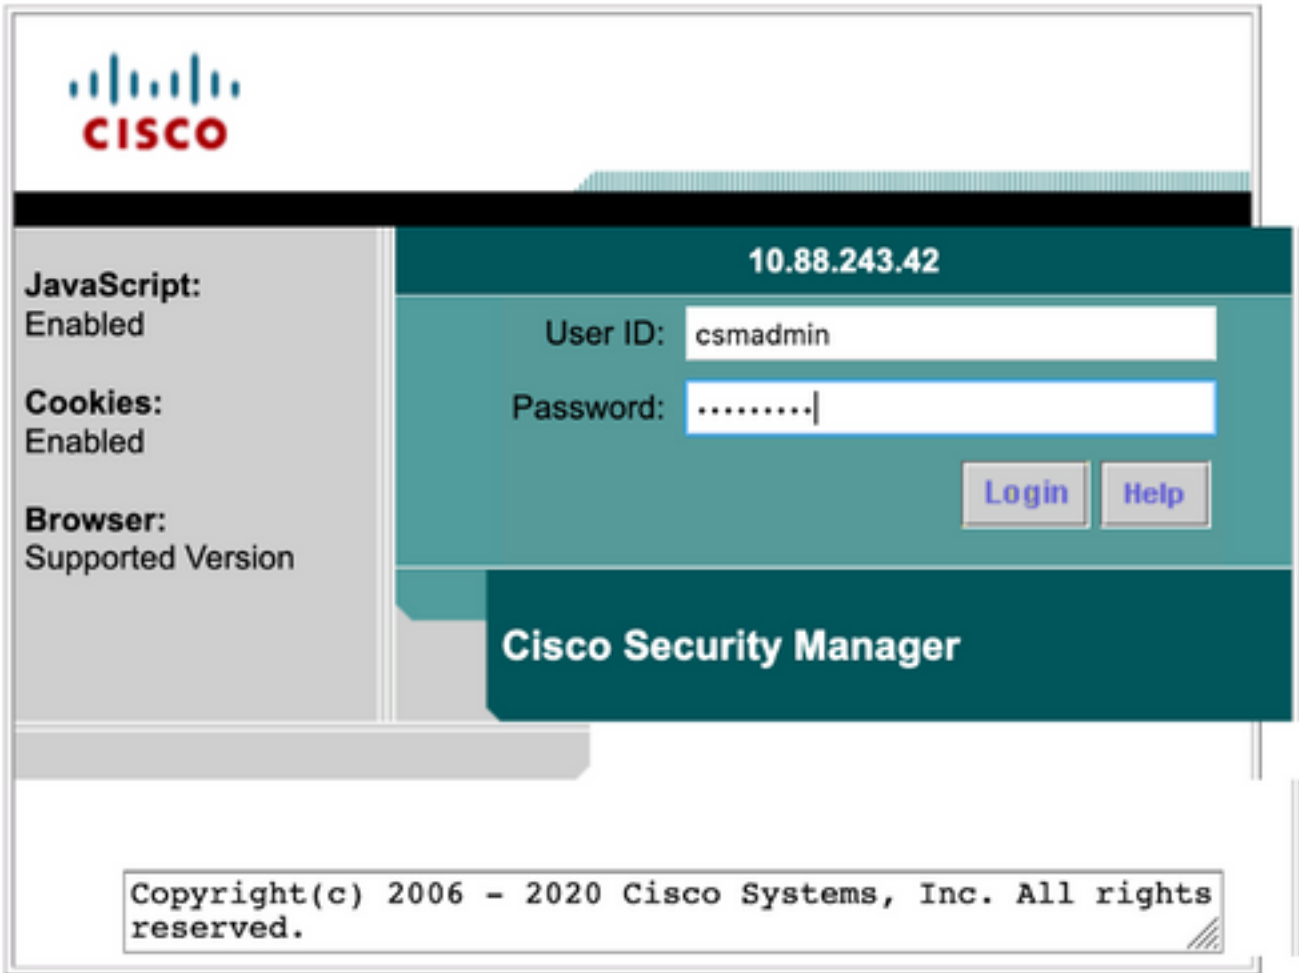 CISCO
JavaScript:
Enabled
Cookies:
Enabled
Browser:
Supported Version
10.88.243.42
User ID: csmadmin
Password: •••••••••
Login Help
Cisco Security Manager
Copyright(c) 2006 - 2020 Cisco Systems, Inc. All rights
reserved.